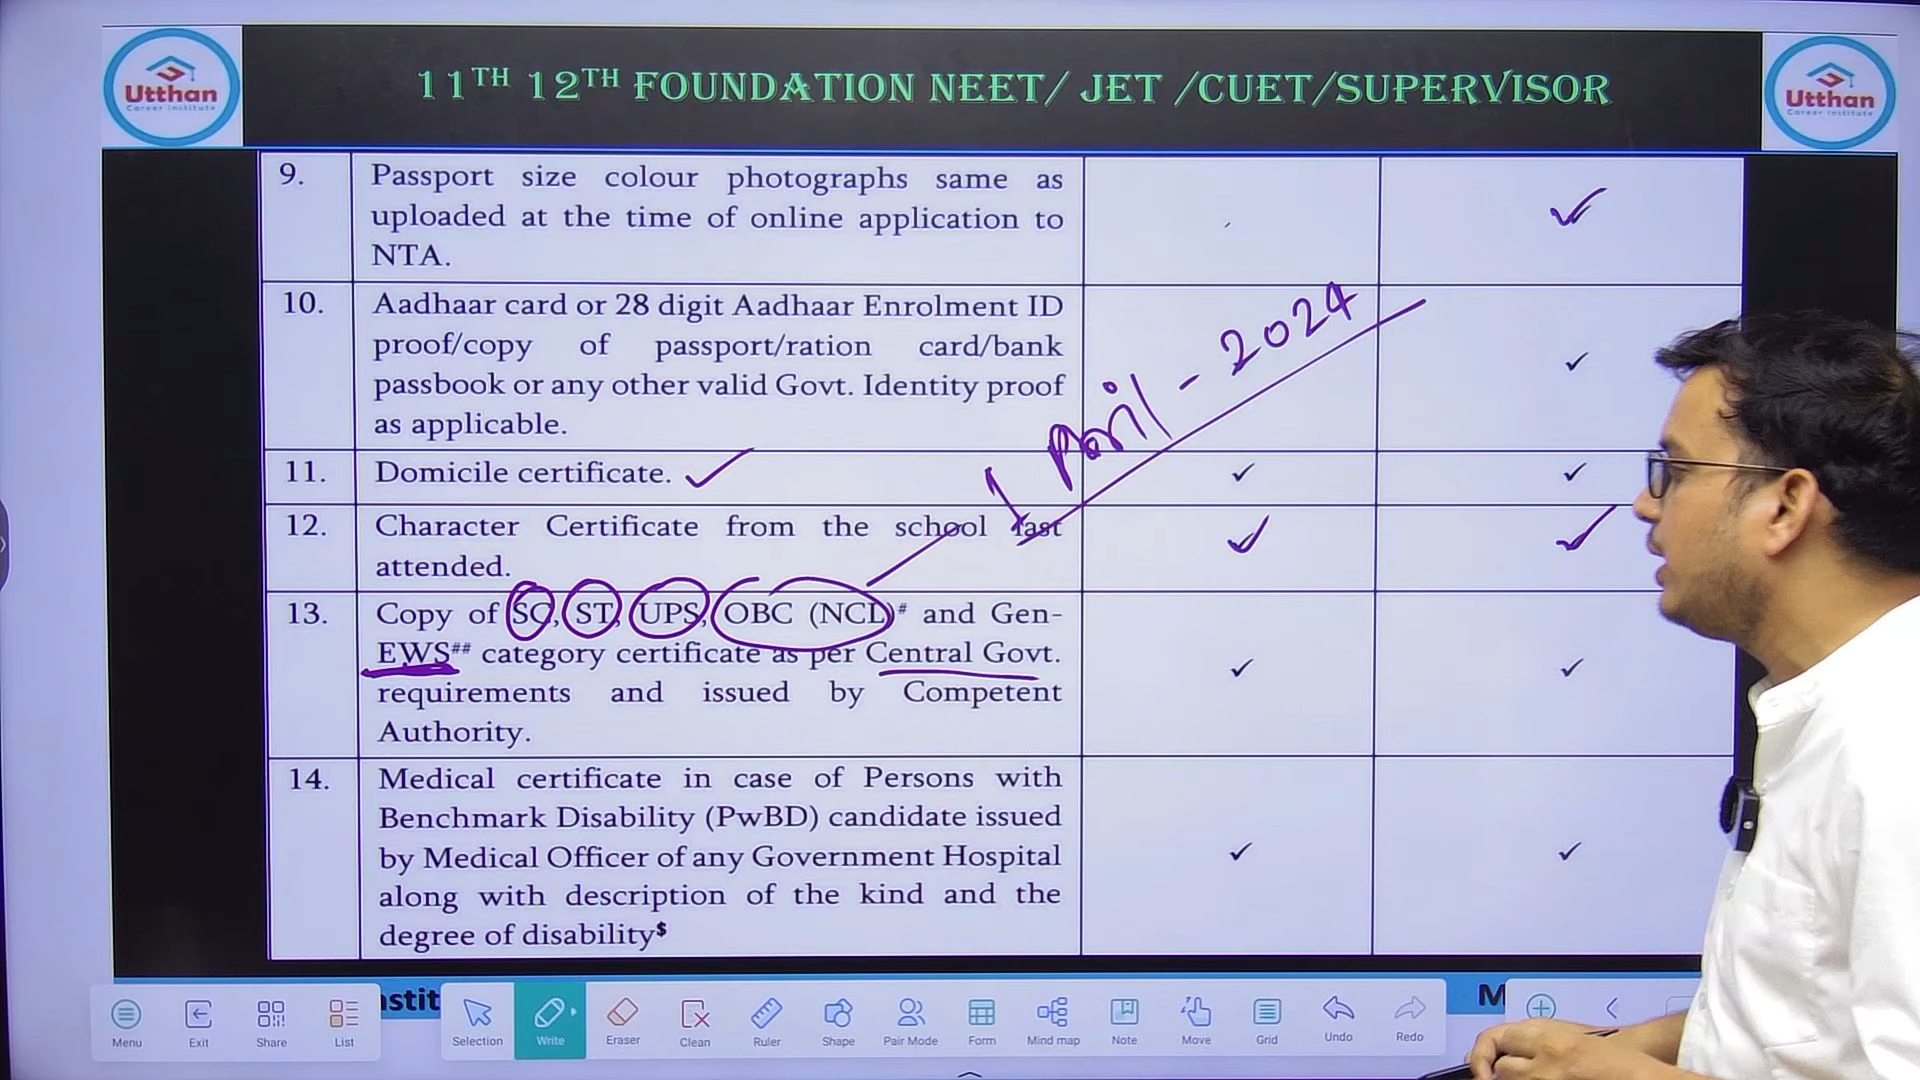 Utthan
Career Institute
11TH 12TH FOUNDATION NEET/ JET /CUET/SUPERVISOR
Utthan
Career Institute
9. Passport size colour photographs same as
uploaded at the time of online application to
NTA.
10. Aadhaar card or 28 digit Aadhaar Enrolment ID
proof/copy of passport/ration card/bank
passbook or any other valid Govt. Identity proof
as applicable.
1 April - 2024
11. Domicile certificate.
12. Character Certificate from the school last
attended.
13. Copy of SC, ST, UPS, OBC (NCL)# and Gen-
EWS## category certificate as per Central Govt.
requirements and issued by Competent
Authority.
14. Medical certificate in case of Persons with
Benchmark Disability (PwBD) candidate issued
by Medical Officer of any Government Hospital
along with description of the kind and the
degree of disability$
Menu Exit Share List Selection Write Eraser Clean Ruler Shape Pair Mode Form Mind map Note Move Grid Undo Redo